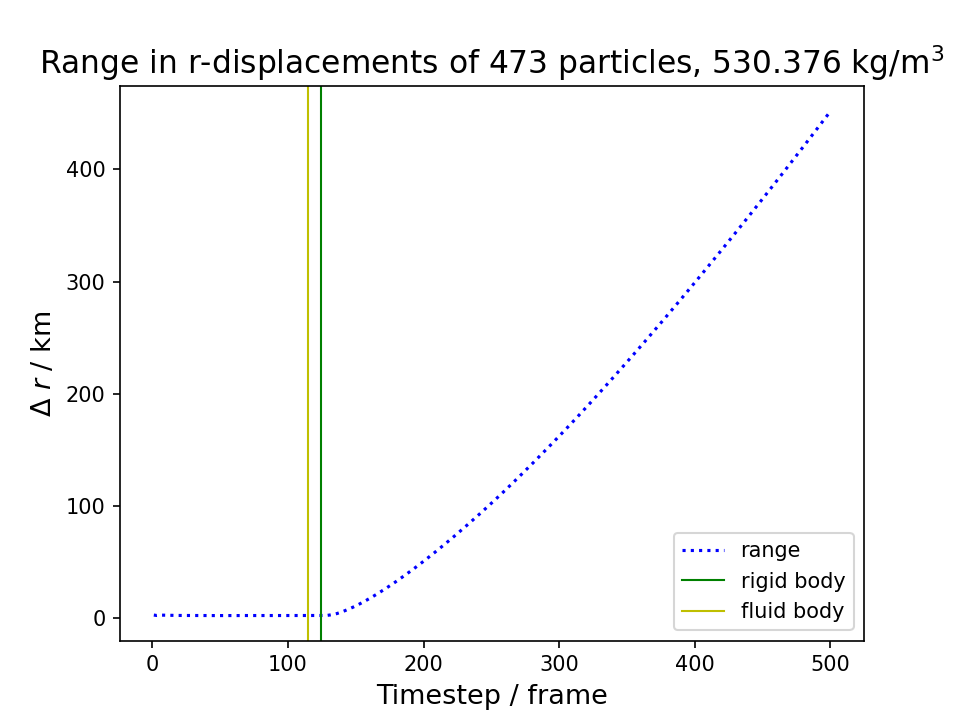 Range in r-displacements of 473 particles, 530.376 kg/m³
400
300
200
100
0
Δ r / km
range
rigid body
fluid body
0 100 200 300 400 500
Timestep / frame